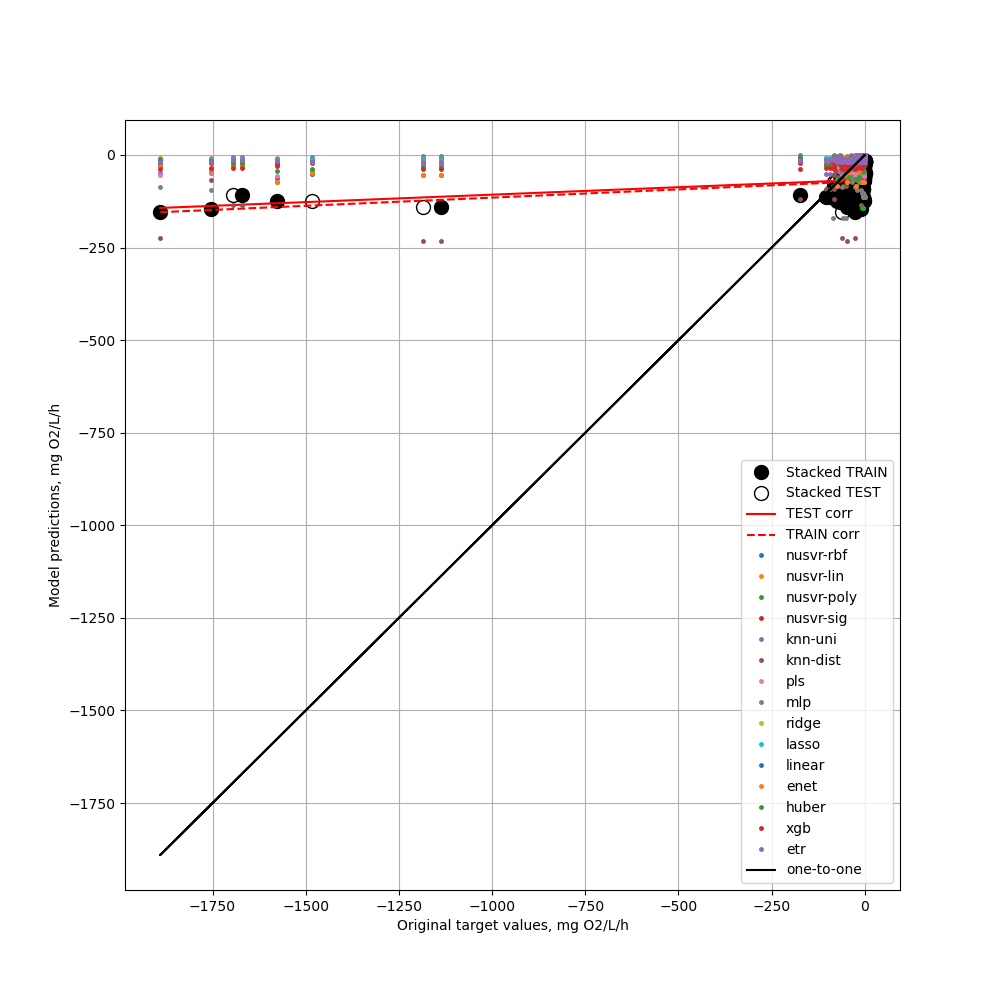 0
−250
−500
−750
−1000
−1250
−1500
−1750
Model predictions, mg O2/L/h
Stacked TRAIN
Stacked TEST
TEST corr
TRAIN corr
nusvr-rbf
nusvr-lin
nusvr-poly
nusvr-sig
knn-uni
knn-dist
pls
mlp
ridge
lasso
linear
enet
huber
xgb
etr
one-to-one
−1750 −1500 −1250 −1000 −750 −500 −250 0
Original target values, mg O2/L/h